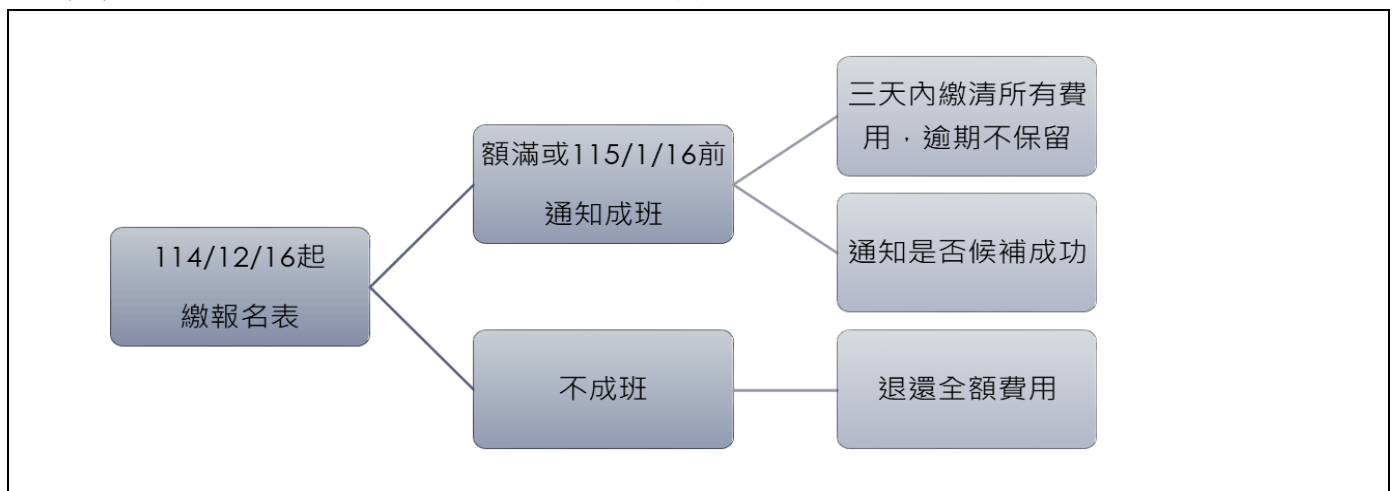 114/12/16起
繳報名表
額滿或115/1/16前
通知成班
不成班
三天內繳清所有費
用，逾期不保留
通知是否候補成功
退還全額費用